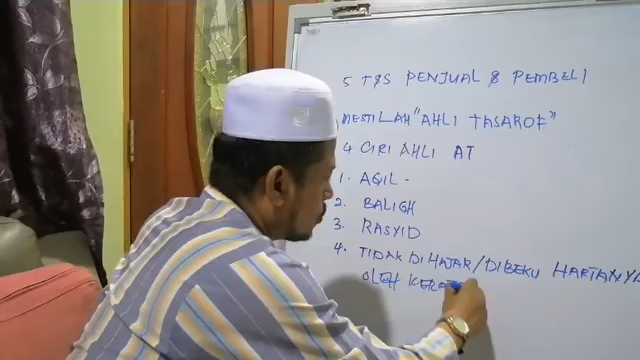 5 T&S PENJUAL & PEMBELI
MESTILAH "AHLI TASAROF"
4 CIRI AHLI AT
1. AQIL -
2. BALIGH
3. RASYID
4. TIDAK DI HAJAR/DIBEKU HARTANYA
OLEH